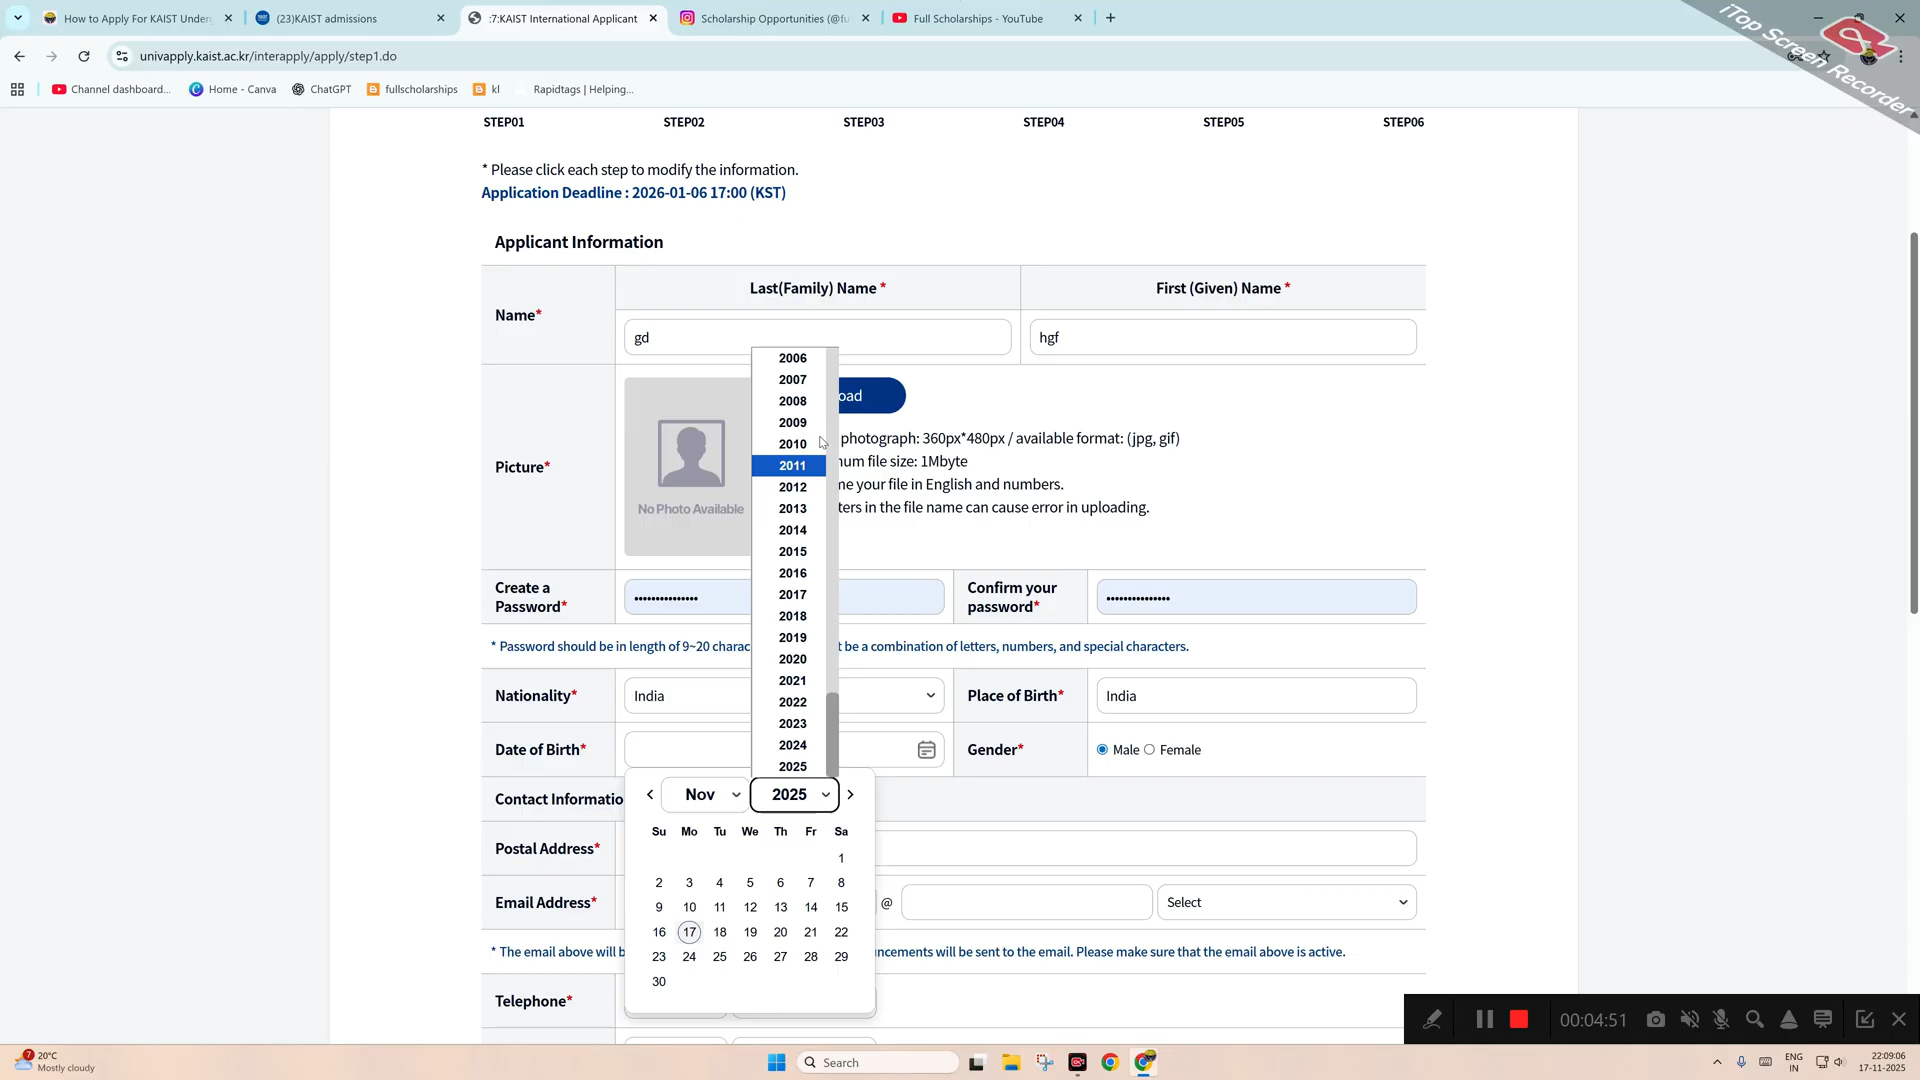 How to Apply For KAIST Underg
(23)KAIST admissions
:7:KAIST International Applicant
Scholarship Opportunities (@fu
Full Scholarships - YouTube
univapply.kaist.ac.kr/interapply/apply/step1.do
iTop Screen Recorder
Channel dashboard...
Home - Canva
ChatGPT
fullscholarships
kl
Rapidtags | Helping...
STEP01
STEP02
STEP03
STEP04
STEP05
STEP06
* Please click each step to modify the information.
Application Deadline : 2026-01-06 17:00 (KST)
Applicant Information
Name*
Last(Family) Name *
First (Given) Name *
gd
hgf
Picture*
No Photo Available
oad
photograph: 360px*480px / available format: (jpg, gif)
num file size: 1Mbyte
me your file in English and numbers.
ters in the file name can cause error in uploading.
2006
2007
2008
2009
2010
2011
2012
2013
2014
2015
2016
2017
2018
2019
2020
2021
2022
2023
2024
2025
Create a
Password*
•••••••••••••••
Confirm your
password*
•••••••••••••••
* Password should be in length of 9~20 charac
t be a combination of letters, numbers, and special characters.
Nationality*
India
Place of Birth*
India
Date of Birth*
Gender*
Male
Female
Contact Informatio
Nov
2025
Su Mo Tu We Th Fr Sa
1
2 3 4 5 6 7 8
9 10 11 12 13 14 15
16 17 18 19 20 21 22
23 24 25 26 27 28 29
30
Postal Address*
Email Address*
@
Select
* The email above will b
ncements will be sent to the email. Please make sure that the email above is active.
Telephone*
00:04:51
7
20°C
Mostly cloudy
Search
ENG
IN
22:09:06
17-11-2025